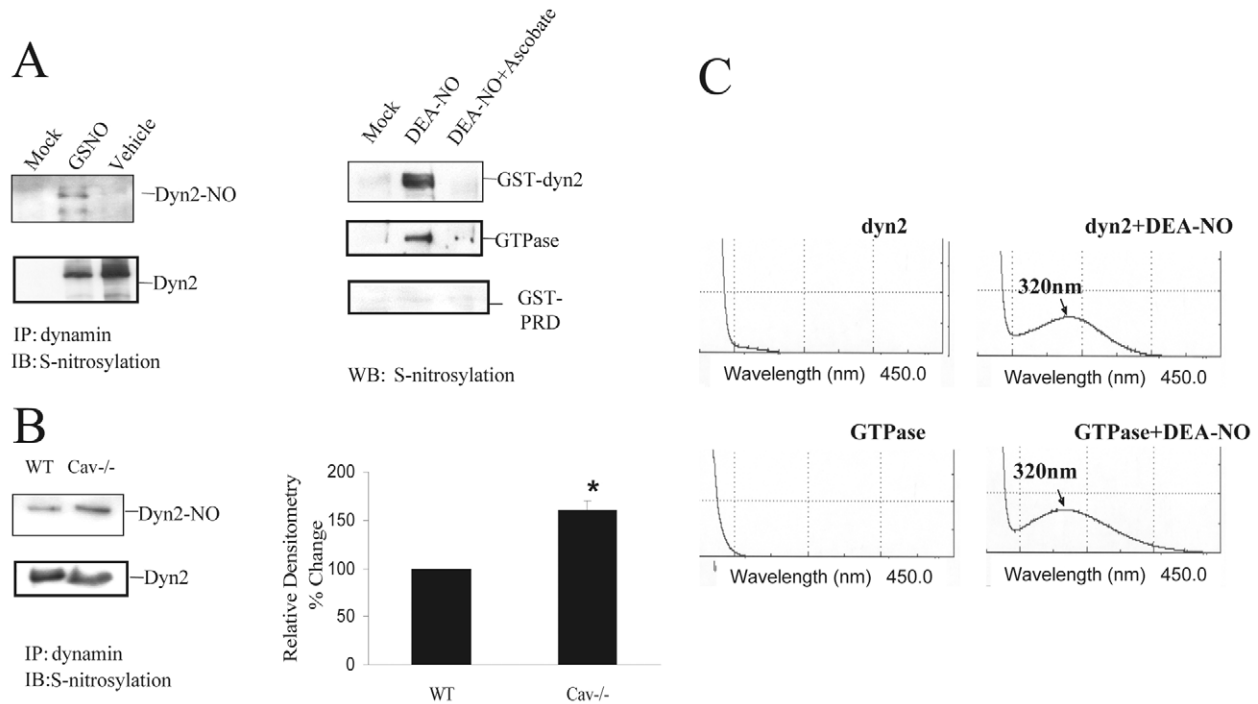 A
Mock
GSNO
Vehicle
Dyn2-NO
Dyn2
IP: dynamin
IB: S-nitrosylation
Mock
DEA-NO
DEA-NO+Ascobate
GST-dyn2
GTPase
GST-
PRD
WB: S-nitrosylation
B
WT Cav-/-
Dyn2-NO
Dyn2
IP: dynamin
IB:S-nitrosylation
Relative Densitometry
% Change
200
150
100
50
0
*
WT
Cav-/-
C
dyn2
Wavelength (nm) 450.0
dyn2+DEA-NO
320nm
Wavelength (nm) 450.0
GTPase
Wavelength (nm) 450.0
GTPase+DEA-NO
320nm
Wavelength (nm) 450.0